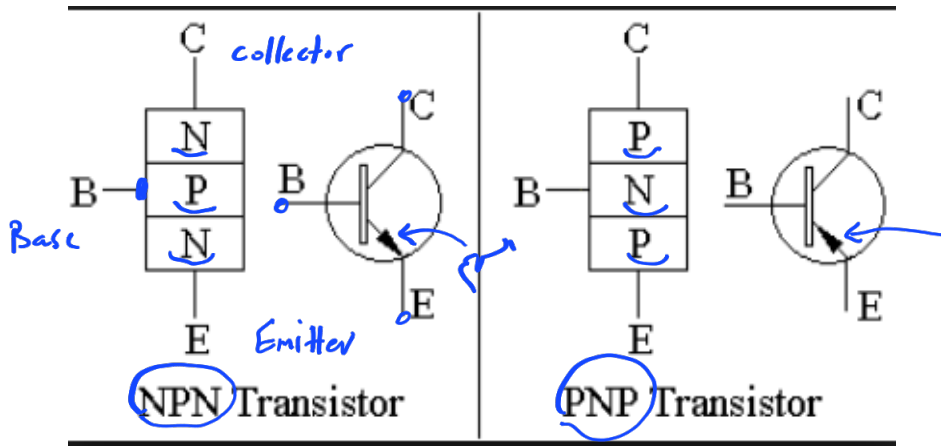 C collector
N
B P
Base
N
E Emitter
NPN Transistor
C
B
E
C
P
B N
P
E
PNP Transistor
C
B
E